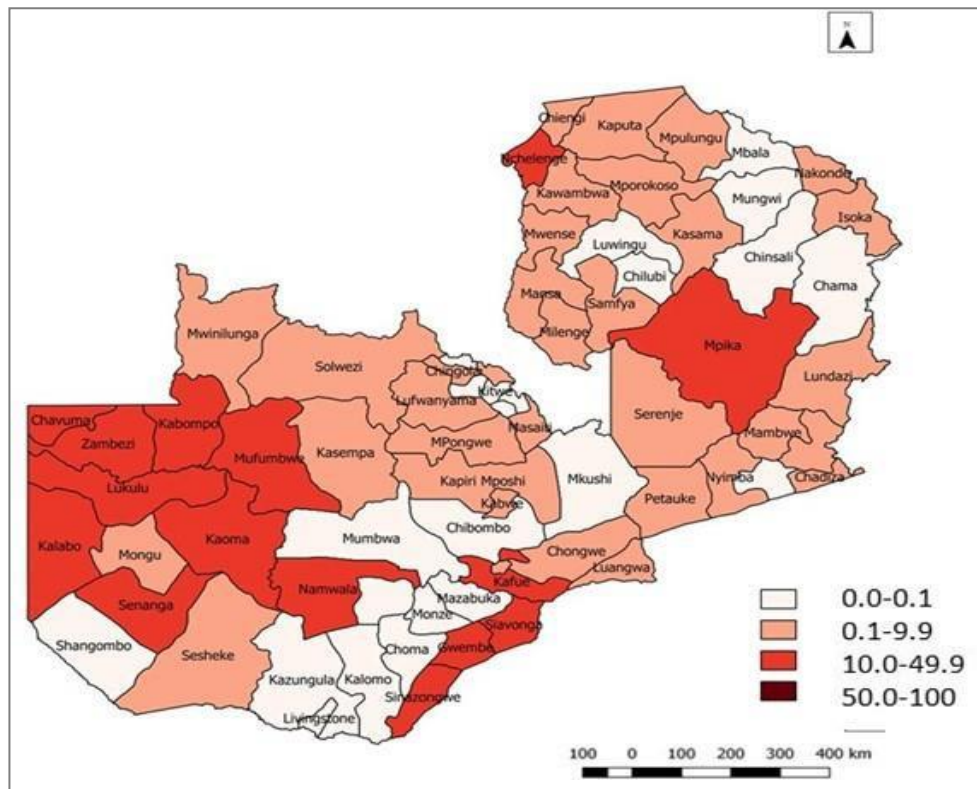 N
Chiengi
Kaputa
Mpulungu
Mbala
Nchelenge
Nakonde
Kawambwa
Mporokoso
Mungwi
Isoka
Mwense
Luwingu
Kasama
Chinsali
Chilubi
Chama
Mansa
Samfya
Milenge
Mwinilunga
Mpika
Solwezi
Lundazi
Chingola
Kitwe
Lufwanyama
Serenje
Chavuma
Kabompo
Masaiti
Zambezi
Mambwe
Mufumbwe
Kasempa
MPongwe
Lukulu
Kapiri Mposhi
Mkushi
Nyimba
Chadiza
Petauke
Kabwe
Chibombo
Kalabo
Mongu
Kaoma
Mumbwa
Chongwe
Luangwa
Kafue
Namwala
Mazabuka
Senanga
Monze
Siavonga
Shangombo
Choma
Gwembe
Sesheke
Kazungula
Kalomo
Sinazongwe
Livingstone
0.0-0.1
0.1-9.9
10.0-49.9
50.0-100
100 0 100 200 300 400 km